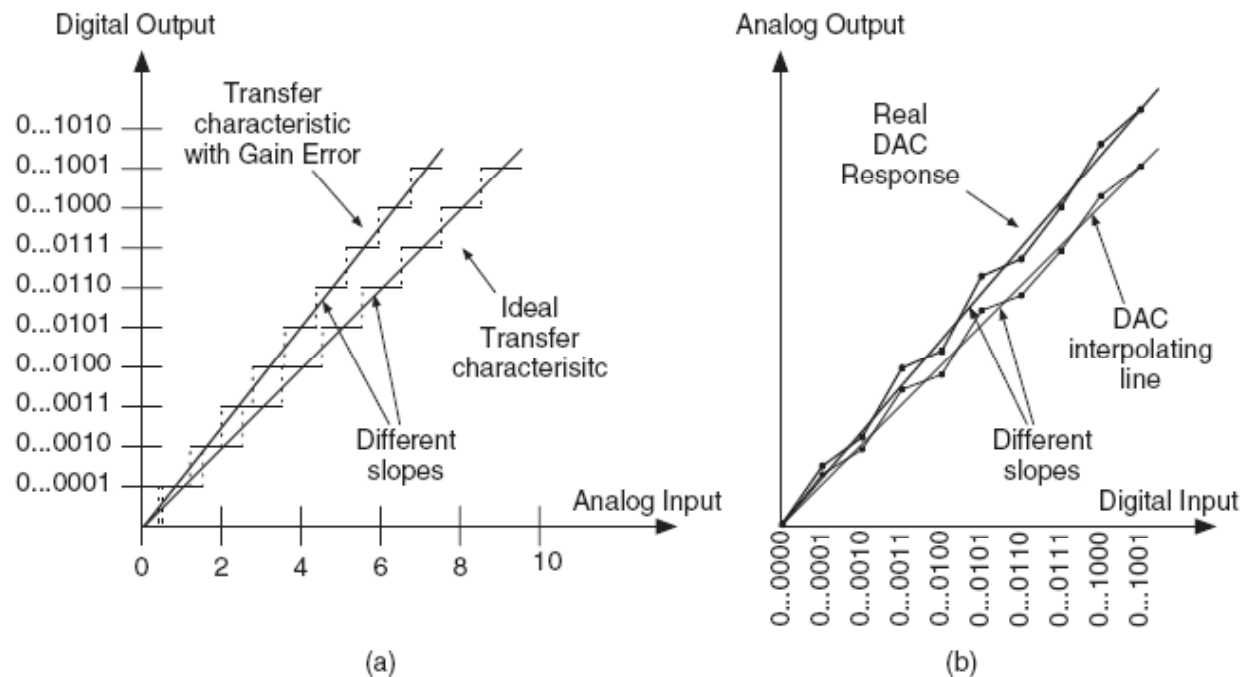 Digital Output
0...1010
0...1001
0...1000
0...0111
0...0110
0...0101
0...0100
0...0011
0...0010
0...0001
Transfer
characteristic
with Gain Error
Ideal
Transfer
characterisitc
Different
slopes
Analog Input
0
2
4
6
8
10
(a)
Analog Output
Real
DAC
Response
DAC
interpolating
line
Different
slopes
Digital Input
0...0000
0...0001
0...0010
0...0011
0...0100
0...0101
0...0110
0...0111
0...1000
0...1001
(b)